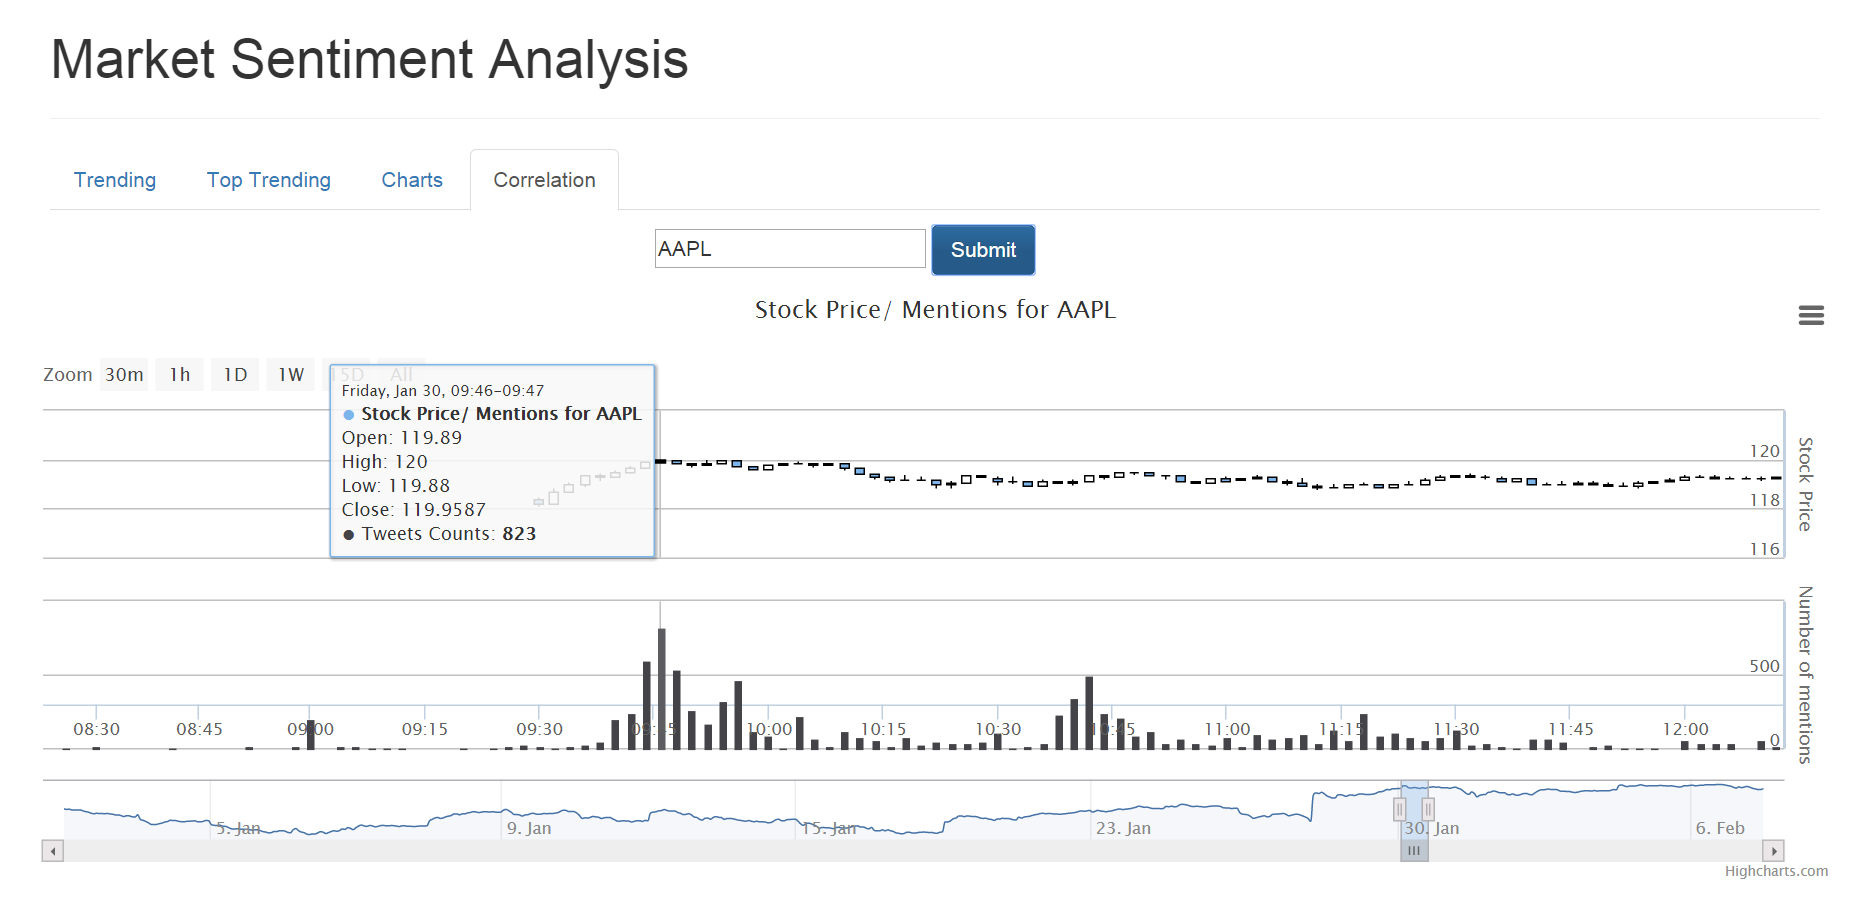 Market Sentiment Analysis
Trending Top Trending Charts Correlation
AAPL Submit
Stock Price/ Mentions for AAPL
Zoom 30m 1h 1D 1W 15D All
Friday, Jan 30, 09:46-09:47
● Stock Price/ Mentions for AAPL
Open: 119.89
High: 120
Low: 119.88
Close: 119.9587
● Tweets Counts: 823
120
118
116
Stock Price
500
0
Number of mentions
08:30 08:45 09:00 09:15 09:30 09:45 10:00 10:15 10:30 10:45 11:00 11:15 11:30 11:45 12:00
5. Jan 9. Jan 15. Jan 23. Jan 30. Jan 6. Feb
Highcharts.com